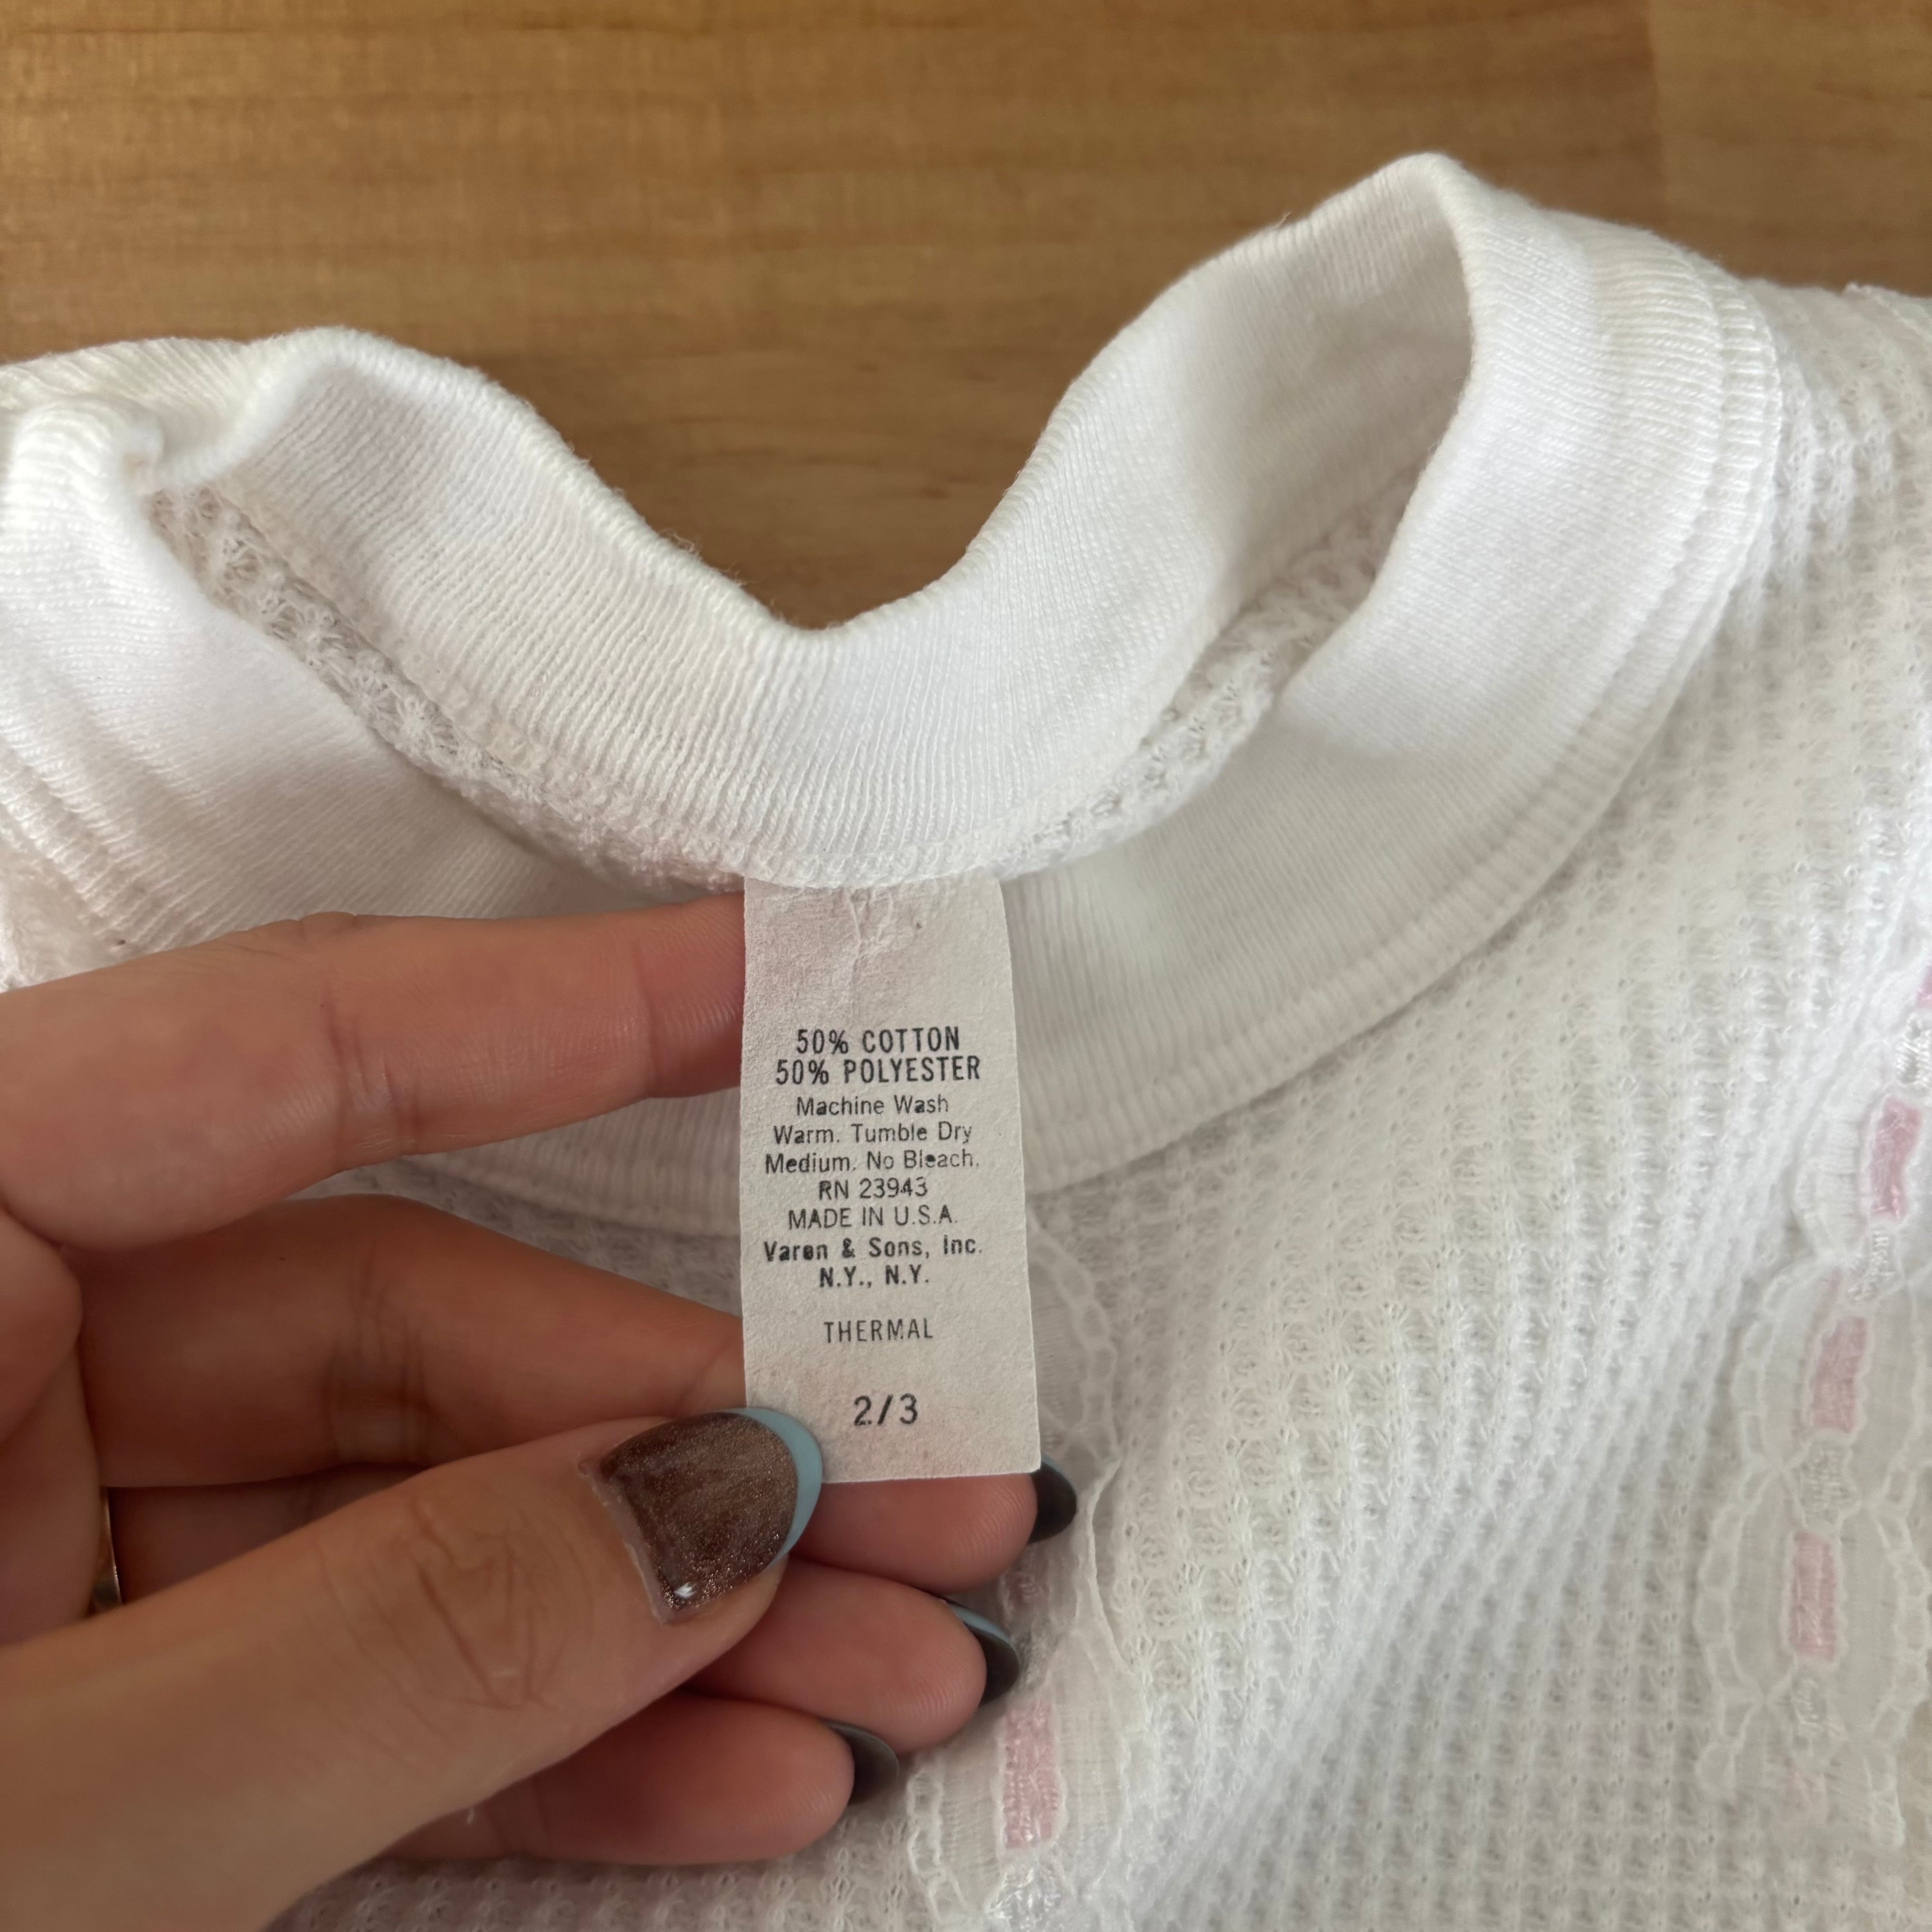 50% COTTON
50% POLYESTER
Machine Wash
Warm. Tumble Dry
Medium. No Bleach.
RN 23943
MADE IN U.S.A.
Varen & Sons, Inc.
N.Y., N.Y.
THERMAL
2/3